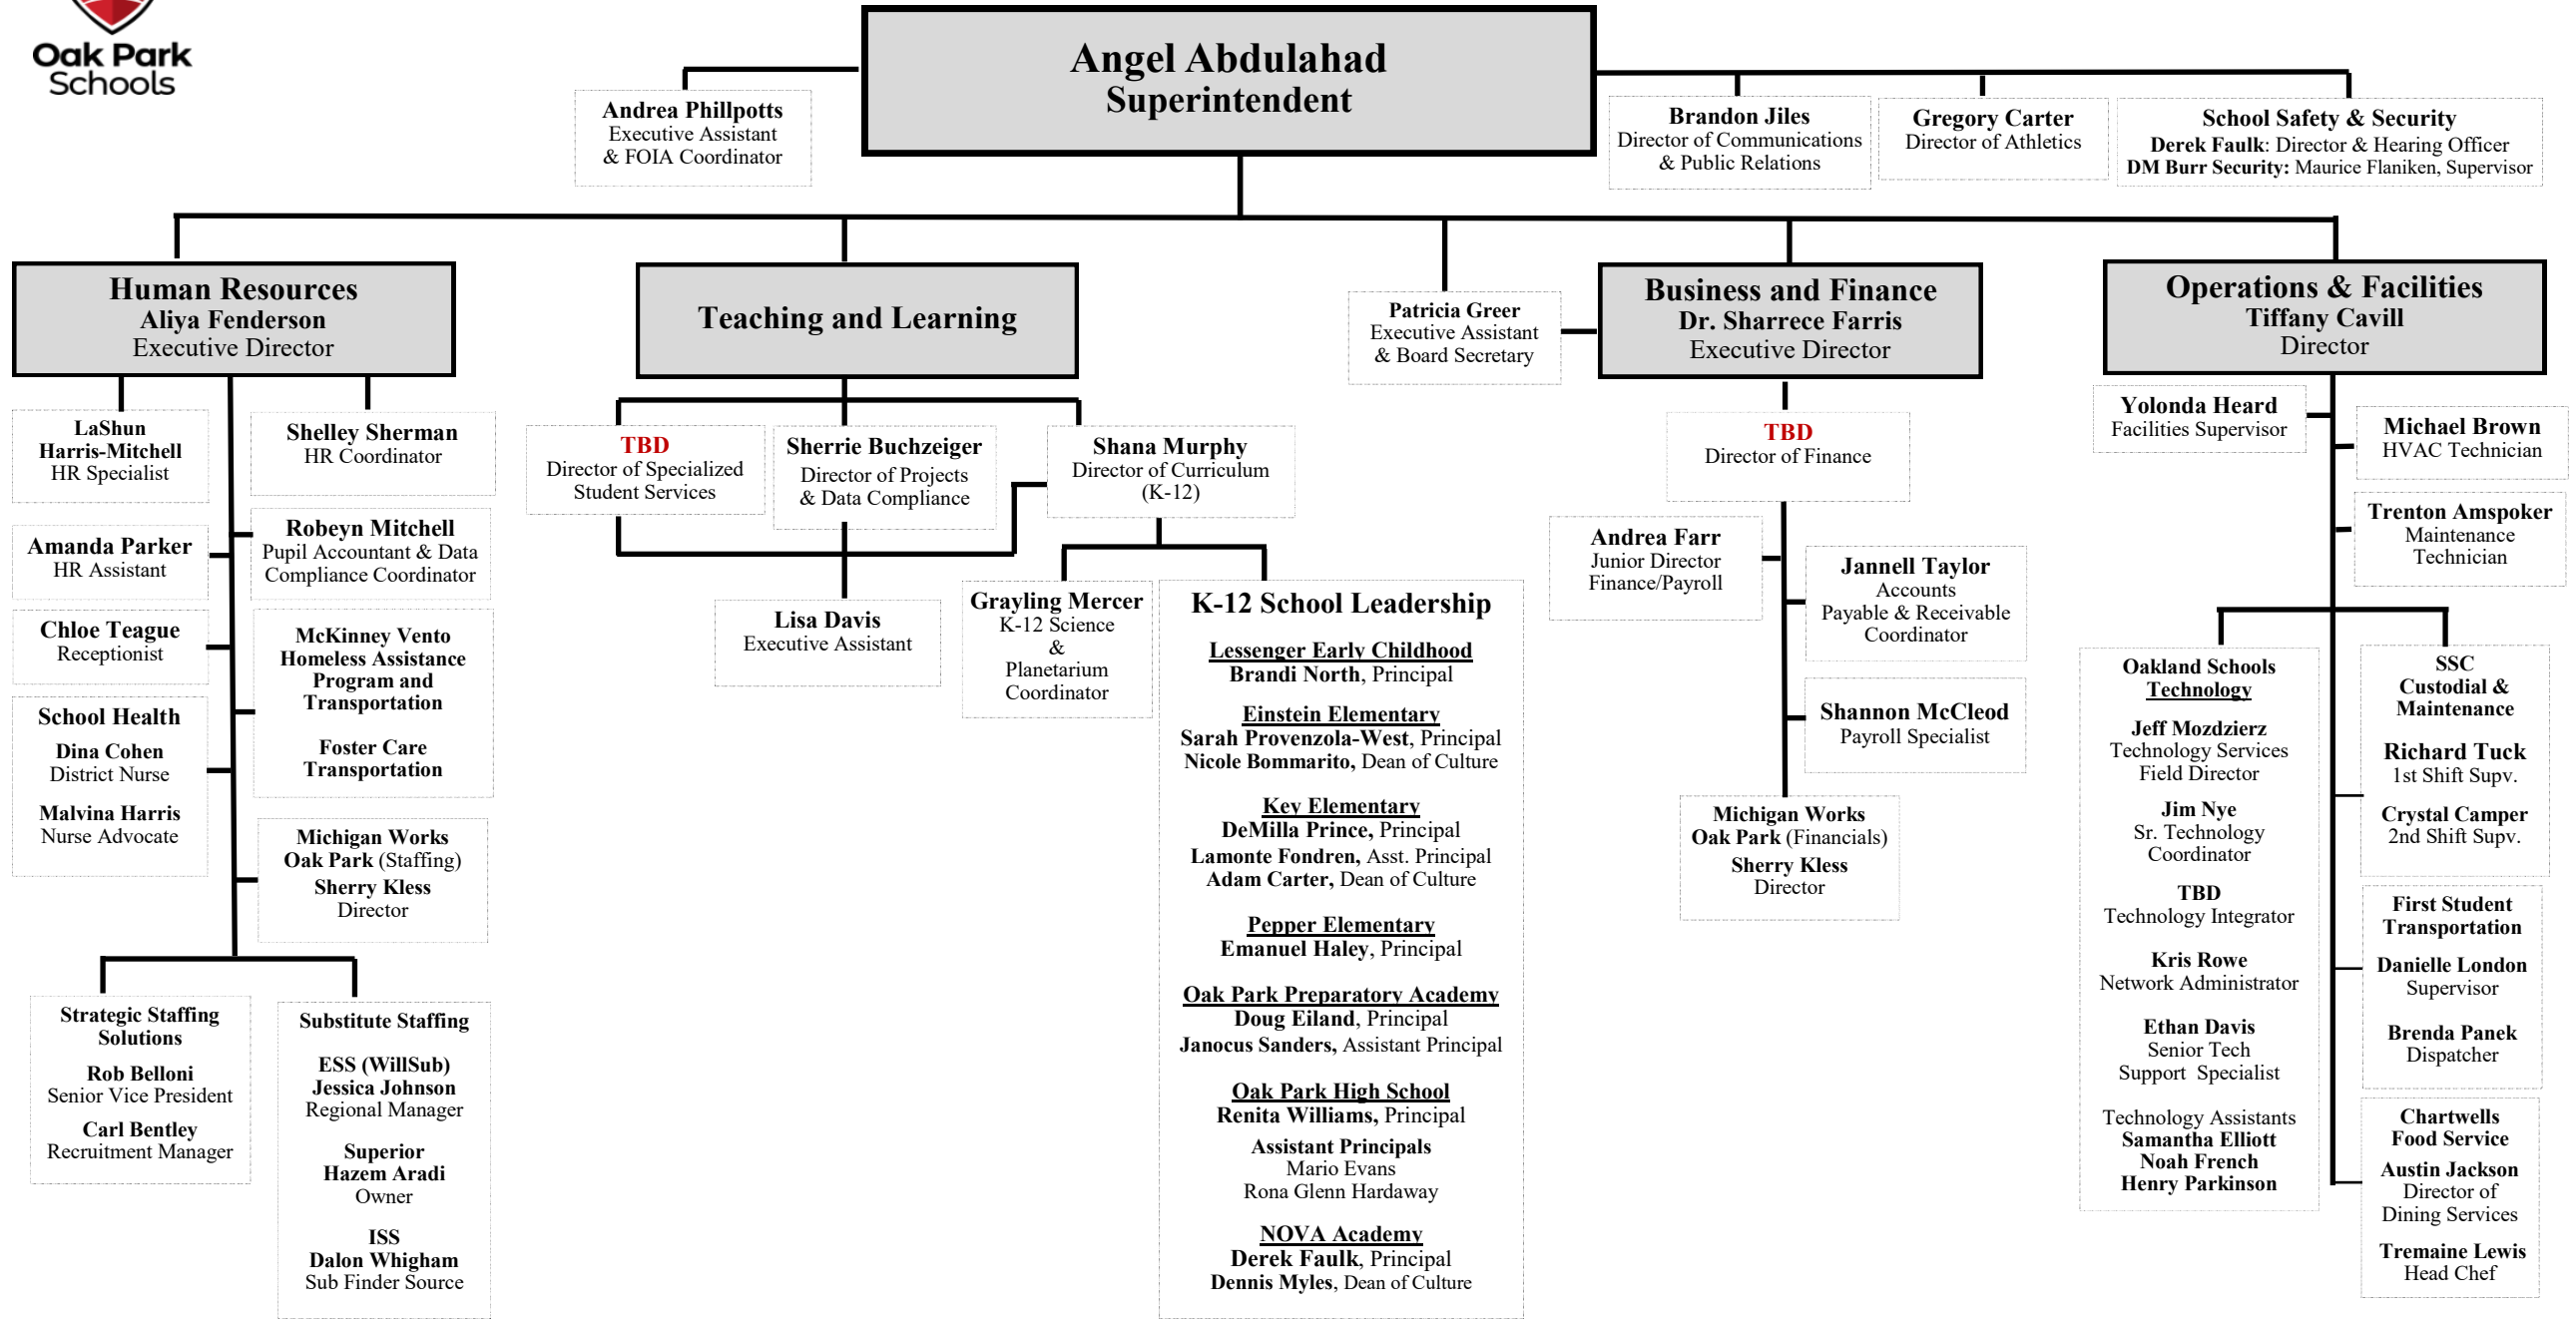 Oak Park
Schools
Angel Abdulahad
Superintendent
Andrea Phillpotts
Executive Assistant
& FOIA Coordinator
Brandon Jiles
Director of Communications
& Public Relations
Gregory Carter
Director of Athletics
School Safety & Security
Derek Faulk: Director & Hearing Officer
DM Burr Security: Maurice Flaniken, Supervisor
Human Resources
Aliya Fenderson
Executive Director
LaShun
Harris-Mitchell
HR Specialist
Shelley Sherman
HR Coordinator
Amanda Parker
HR Assistant
Robeyn Mitchell
Pupil Accountant & Data
Compliance Coordinator
Chloe Teague
Receptionist
McKinney Vento
Homeless Assistance
Program and
Transportation
Foster Care
Transportation
School Health
Dina Cohen
District Nurse
Malvina Harris
Nurse Advocate
Michigan Works
Oak Park (Staffing)
Sherry Kless
Director
Strategic Staffing
Solutions
Rob Belloni
Senior Vice President
Carl Bentley
Recruitment Manager
Substitute Staffing
ESS (WillSub)
Jessica Johnson
Regional Manager
Superior
Hazem Aradi
Owner
ISS
Dalon Whigham
Sub Finder Source
Teaching and Learning
TBD
Director of Specialized
Student Services
Sherrie Buchzeiger
Director of Projects
& Data Compliance
Shana Murphy
Director of Curriculum
(K-12)
Lisa Davis
Executive Assistant
Grayling Mercer
K-12 Science
&
Planetarium
Coordinator
K-12 School Leadership
Lessenger Early Childhood
Brandi North, Principal
Einstein Elementary
Sarah Provenzola-West, Principal
Nicole Bommarito, Dean of Culture
Key Elementary
DeMilla Prince, Principal
Lamonte Fondren, Asst. Principal
Adam Carter, Dean of Culture
Pepper Elementary
Emanuel Haley, Principal
Oak Park Preparatory Academy
Doug Eiland, Principal
Janocus Sanders, Assistant Principal
Oak Park High School
Renita Williams, Principal
Assistant Principals
Mario Evans
Rona Glenn Hardaway
NOVA Academy
Derek Faulk, Principal
Dennis Myles, Dean of Culture
Patricia Greer
Executive Assistant
& Board Secretary
Business and Finance
Dr. Sharrece Farris
Executive Director
TBD
Director of Finance
Andrea Farr
Junior Director
Finance/Payroll
Jannell Taylor
Accounts
Payable & Receivable
Coordinator
Shannon McCleod
Payroll Specialist
Michigan Works
Oak Park (Financials)
Sherry Kless
Director
Operations & Facilities
Tiffany Cavill
Director
Yolonda Heard
Facilities Supervisor
Michael Brown
HVAC Technician
Trenton Amspoker
Maintenance
Technician
Oakland Schools
Technology
Jeff Mozdzierz
Technology Services
Field Director
Jim Nye
Sr. Technology
Coordinator
TBD
Technology Integrator
Kris Rowe
Network Administrator
Ethan Davis
Senior Tech
Support Specialist
Technology Assistants
Samantha Elliott
Noah French
Henry Parkinson
SSC
Custodial &
Maintenance
Richard Tuck
1st Shift Supv.
Crystal Camper
2nd Shift Supv.
First Student
Transportation
Danielle London
Supervisor
Brenda Panek
Dispatcher
Chartwells
Food Service
Austin Jackson
Director of
Dining Services
Tremaine Lewis
Head Chef